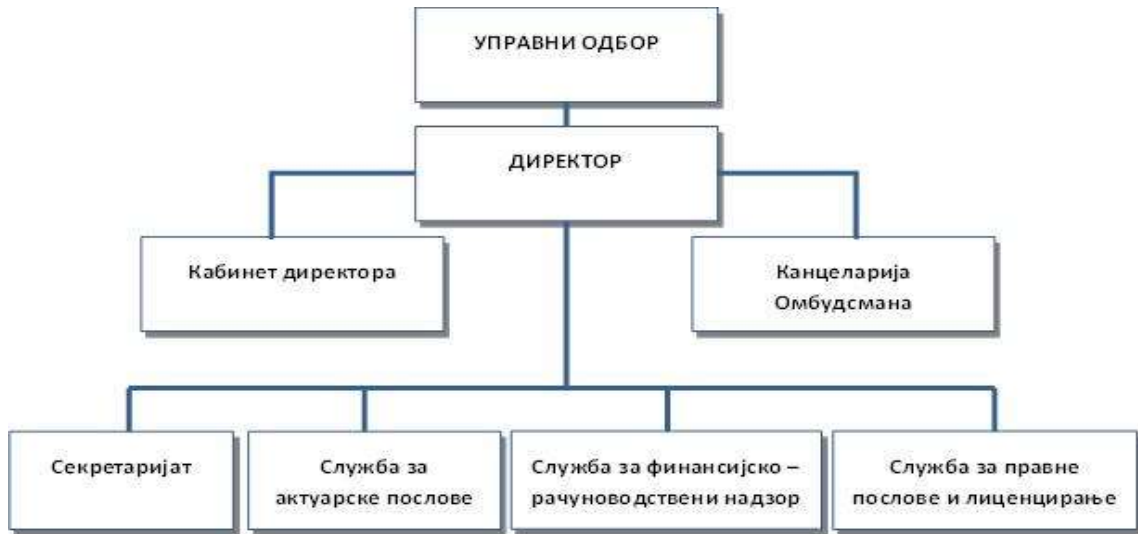 УПРАВНИ ОДБОР
ДИРЕКТОР
Кабинет директора
Канцеларија
Омбудсмана
Секретаријат
Служба за
актуарске послове
Служба за финансијско –
рачуноводствени надзор
Служба за правне
послове и лиценцирање